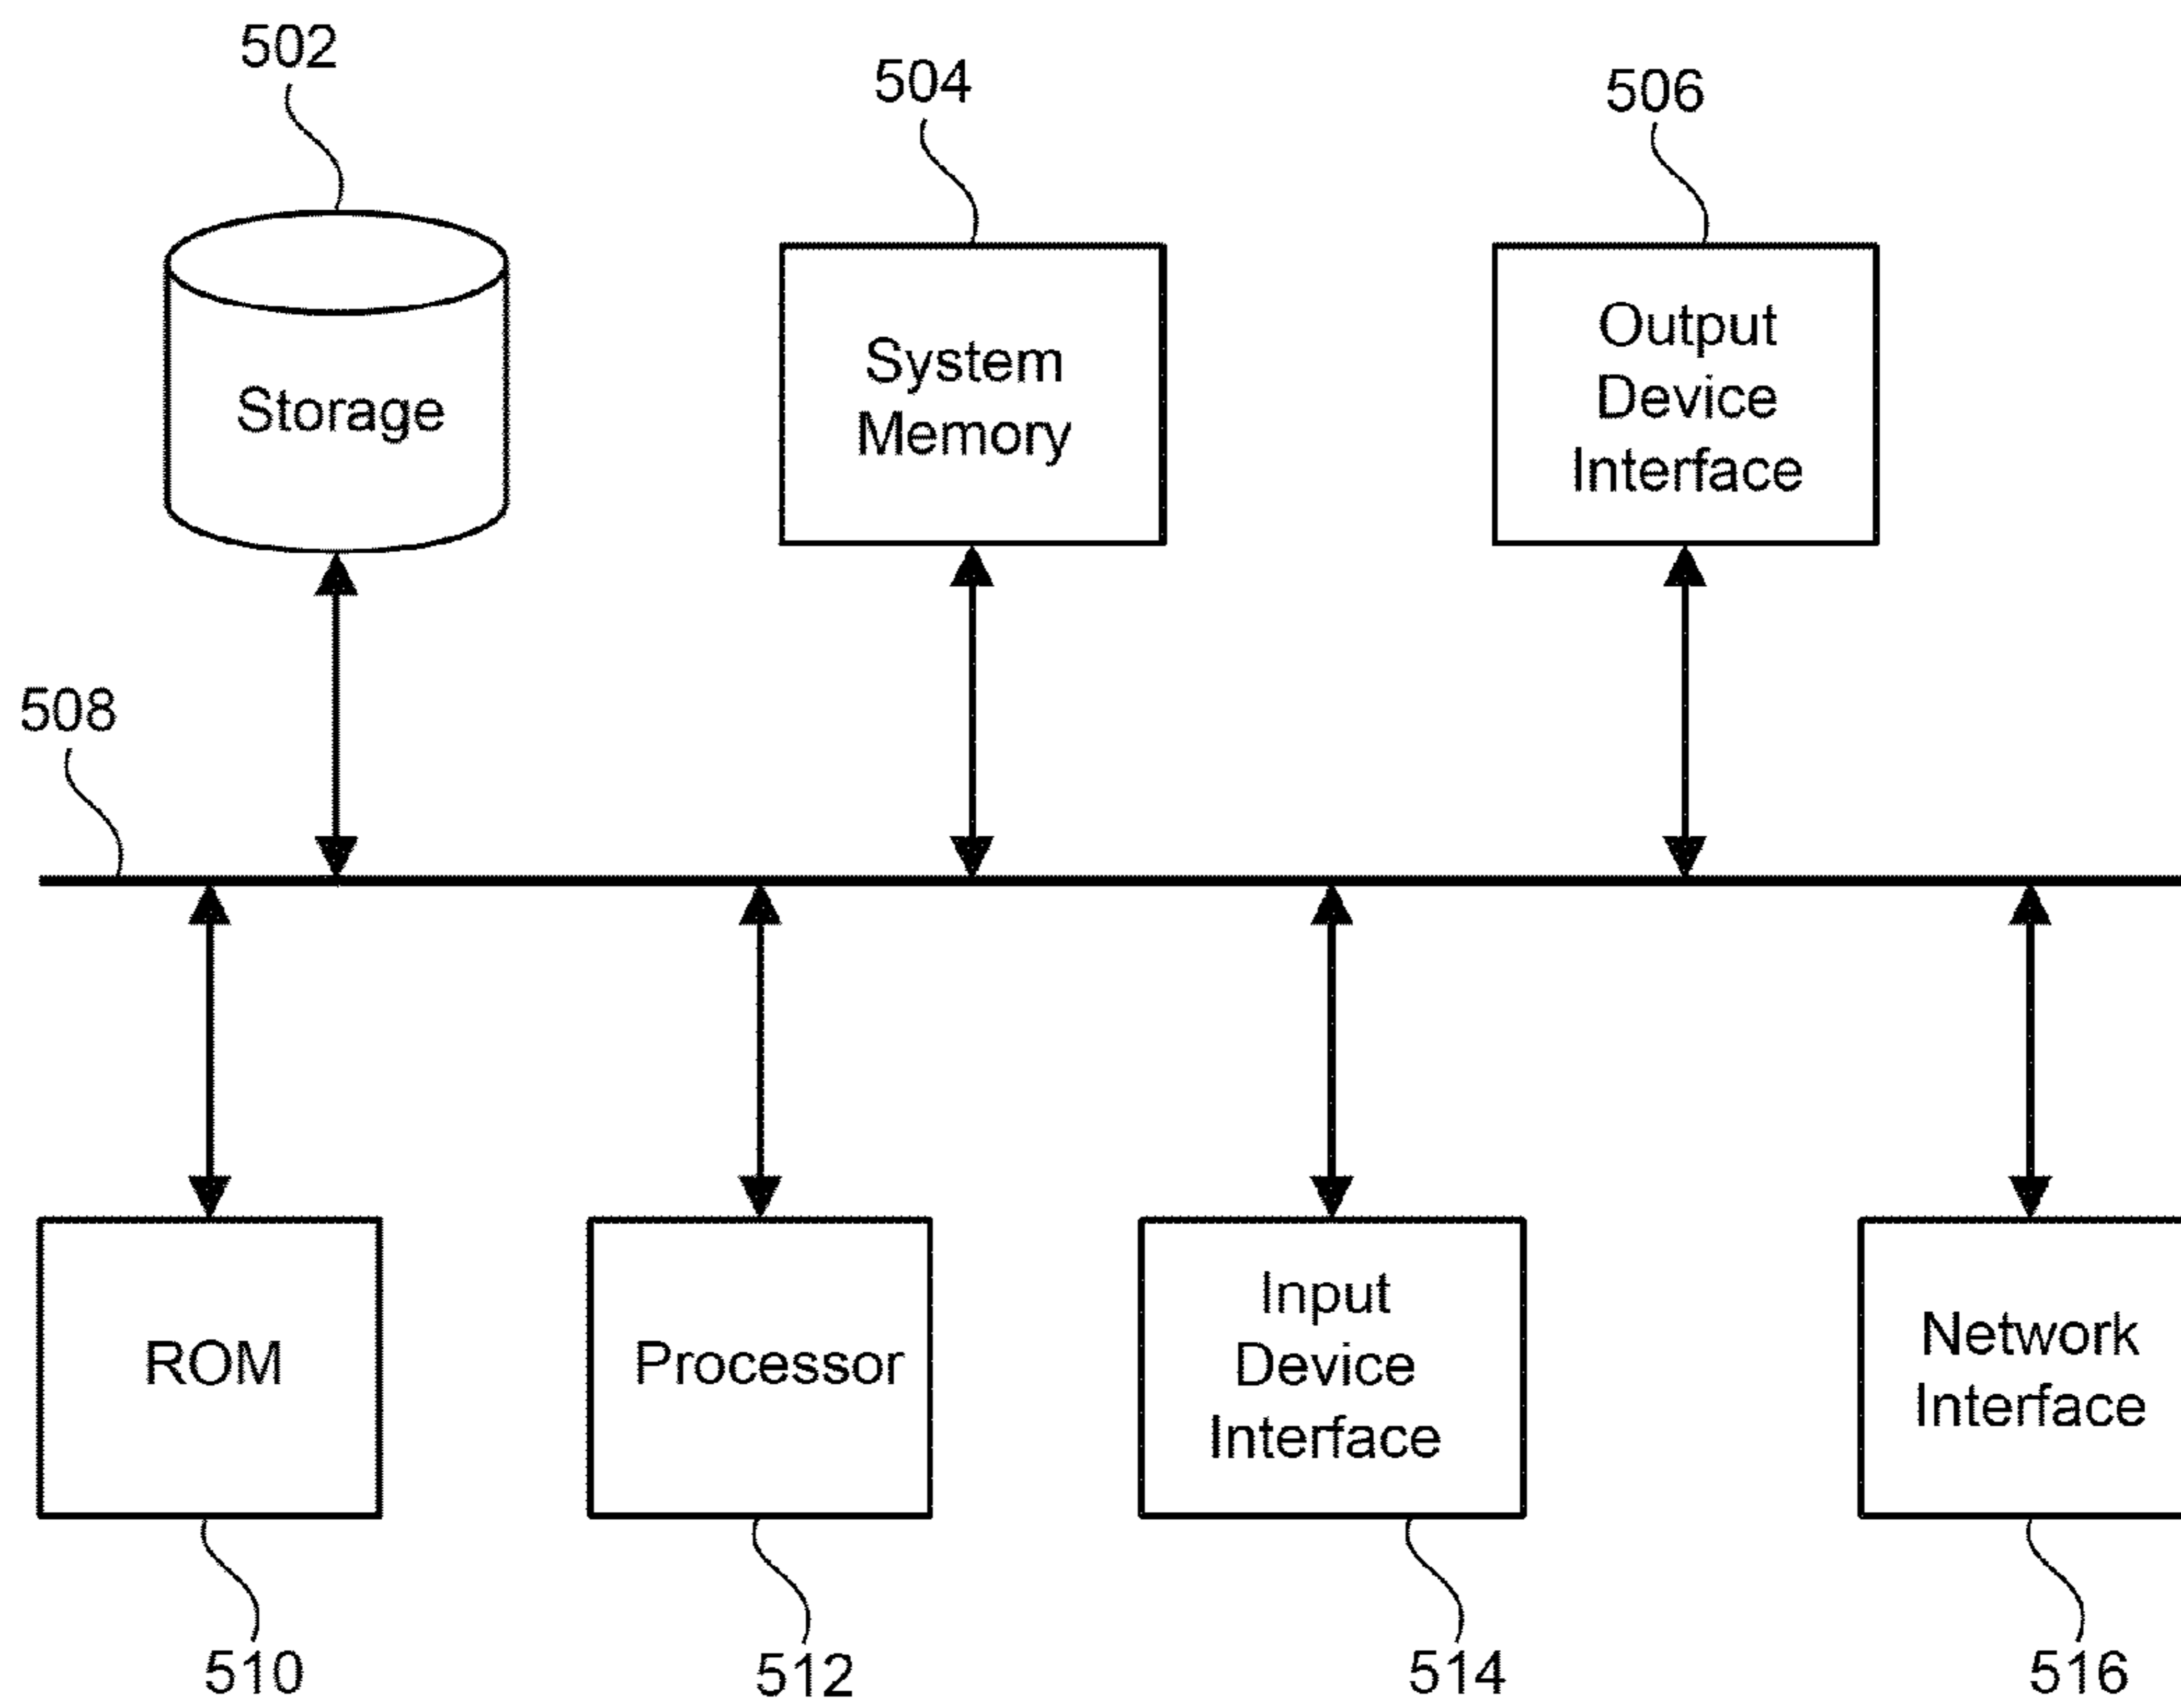 502
504
506
Storage
System
Memory
Output
Device
Interface
508
ROM
Processor
Input
Device
Interface
Network
Interface
510
512
514
516